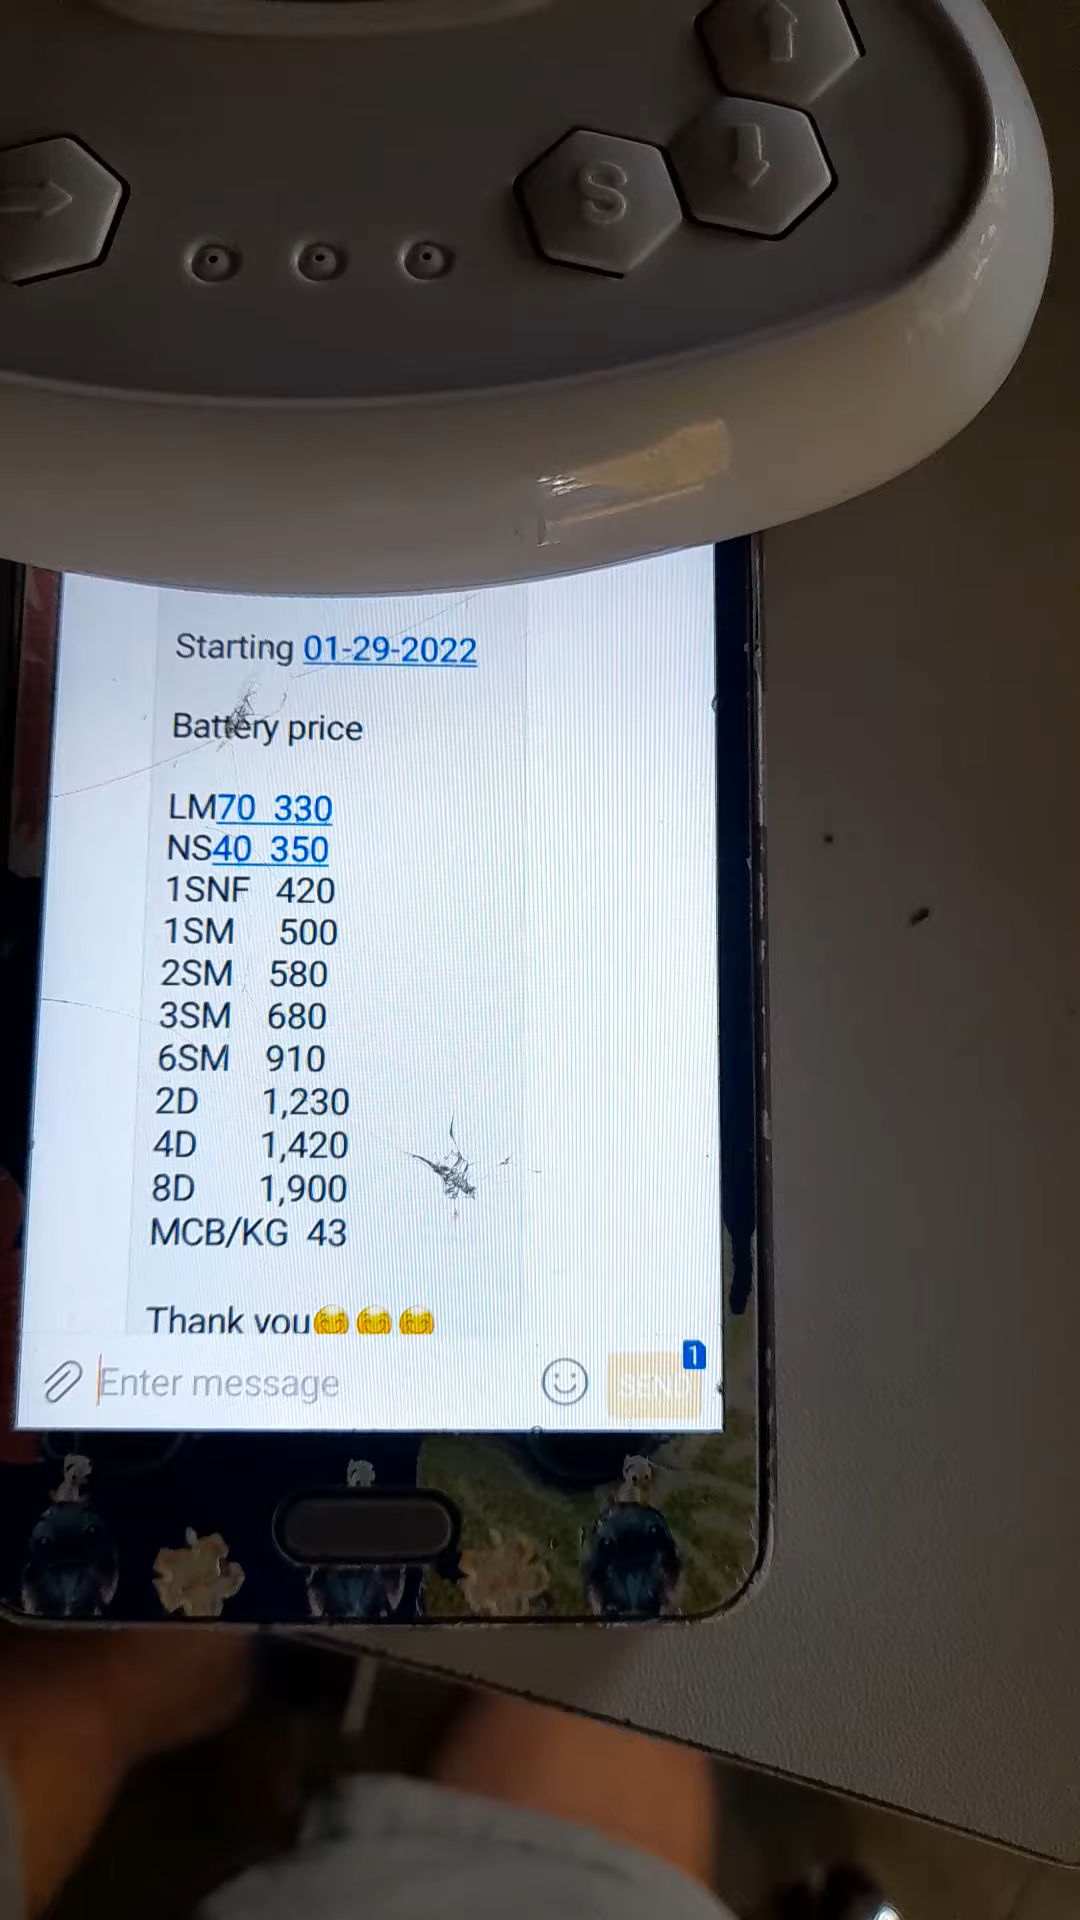 S
Starting 01-29-2022
Battery price
LM70 330
NS40 350
1SNF 420
1SM 500
2SM 580
3SM 680
6SM 910
2D 1,230
4D 1,420
8D 1,900
MCB/KG 43
Thank you
Enter message
SEND
1